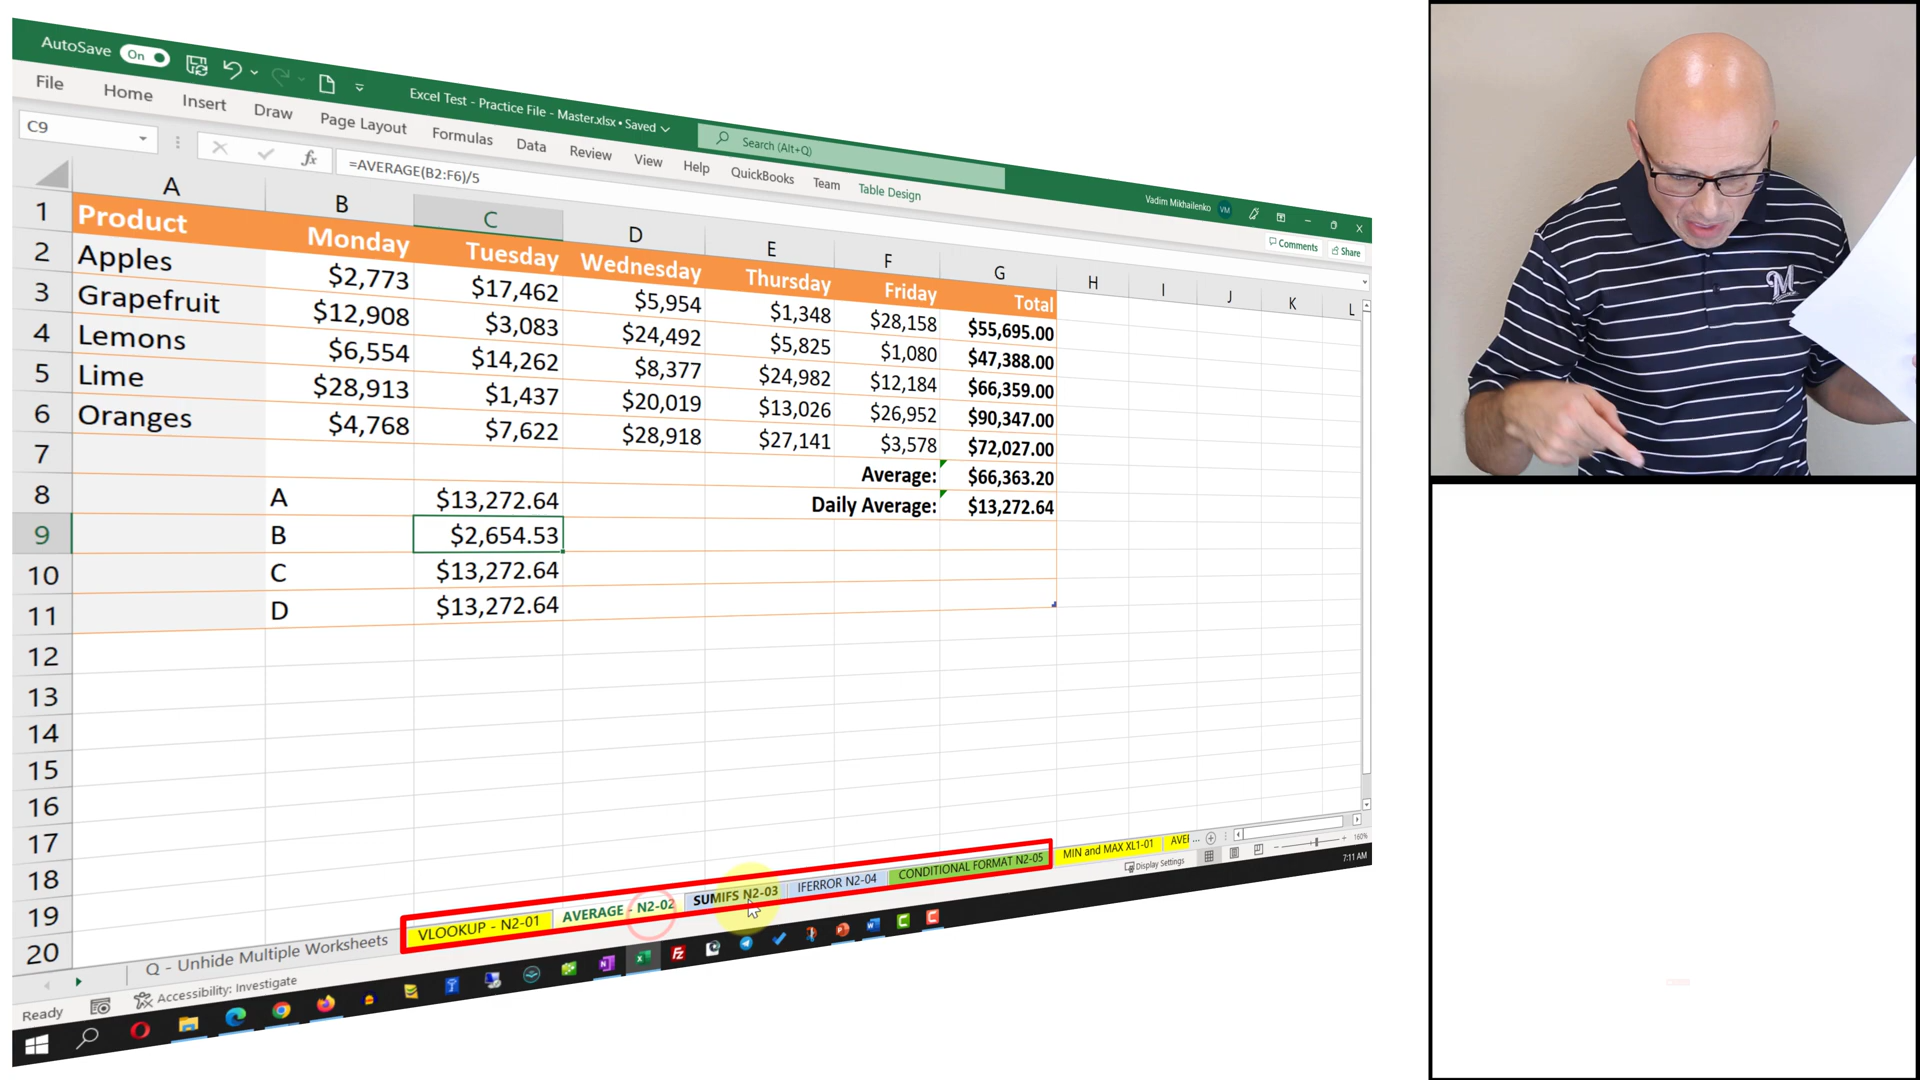 AutoSave On
Excel Test - Practice File - Master.xlsx • Saved
Search (Alt+Q)
Vadim Mikhailenko VM
File Home Insert Draw Page Layout Formulas Data Review View Help QuickBooks Team Table Design
Comments Share
C9 fx =AVERAGE(B2:F6)/5
A B C D E F G H I J K L
1 Product Monday Tuesday Wednesday Thursday Friday Total
2 Apples $2,773 $17,462 $5,954 $1,348 $28,158 $55,695.00
3 Grapefruit $12,908 $3,083 $24,492 $5,825 $1,080 $47,388.00
4 Lemons $6,554 $14,262 $8,377 $24,982 $12,184 $66,359.00
5 Lime $28,913 $1,437 $20,019 $13,026 $26,952 $90,347.00
6 Oranges $4,768 $7,622 $28,918 $27,141 $3,578 $72,027.00
7 Average: $66,363.20
8 A $13,272.64 Daily Average: $13,272.64
9 B $2,654.53
10 C $13,272.64
11 D $13,272.64
12
13
14
15
16
17
18
19
20
Q - Unhide Multiple Worksheets VLOOKUP - N2-01 AVERAGE - N2-02 SUMIFS N2-03 IFERROR N2-04 CONDITIONAL FORMAT N2-05 MIN and MAX XL1-01 AVEI ...
Ready Accessibility: Investigate Display Settings 160%
7:11 AM
M